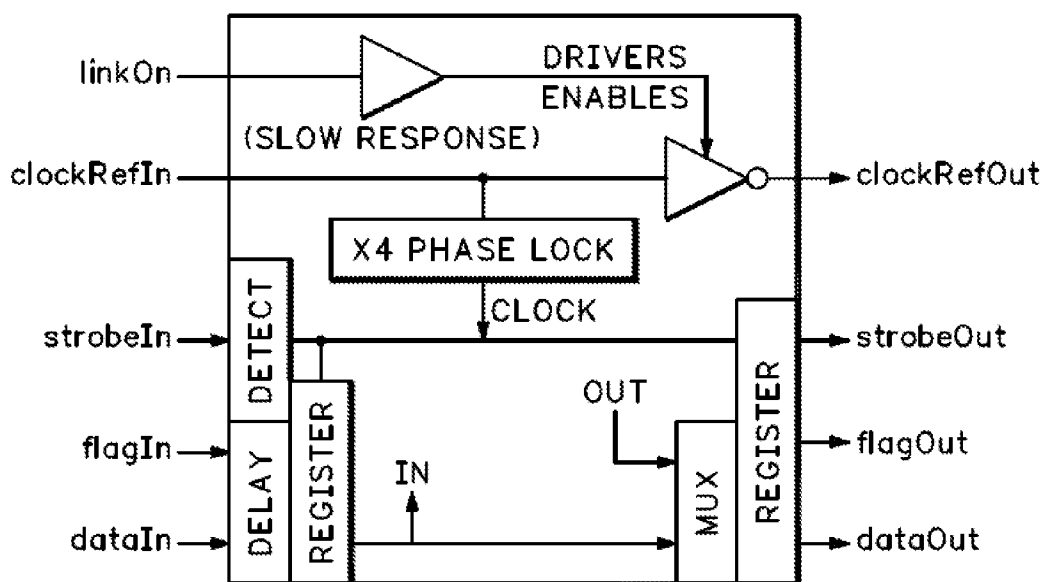 linkOn
DRIVERS
ENABLES
(SLOW RESPONSE)
clockRefIn
clockRefOut
X4 PHASE LOCK
CLOCK
strobeIn
DETECT
strobeOut
OUT
REGISTER
flagIn
DELAY
REGISTER
IN
MUX
flagOut
dataIn
dataOut